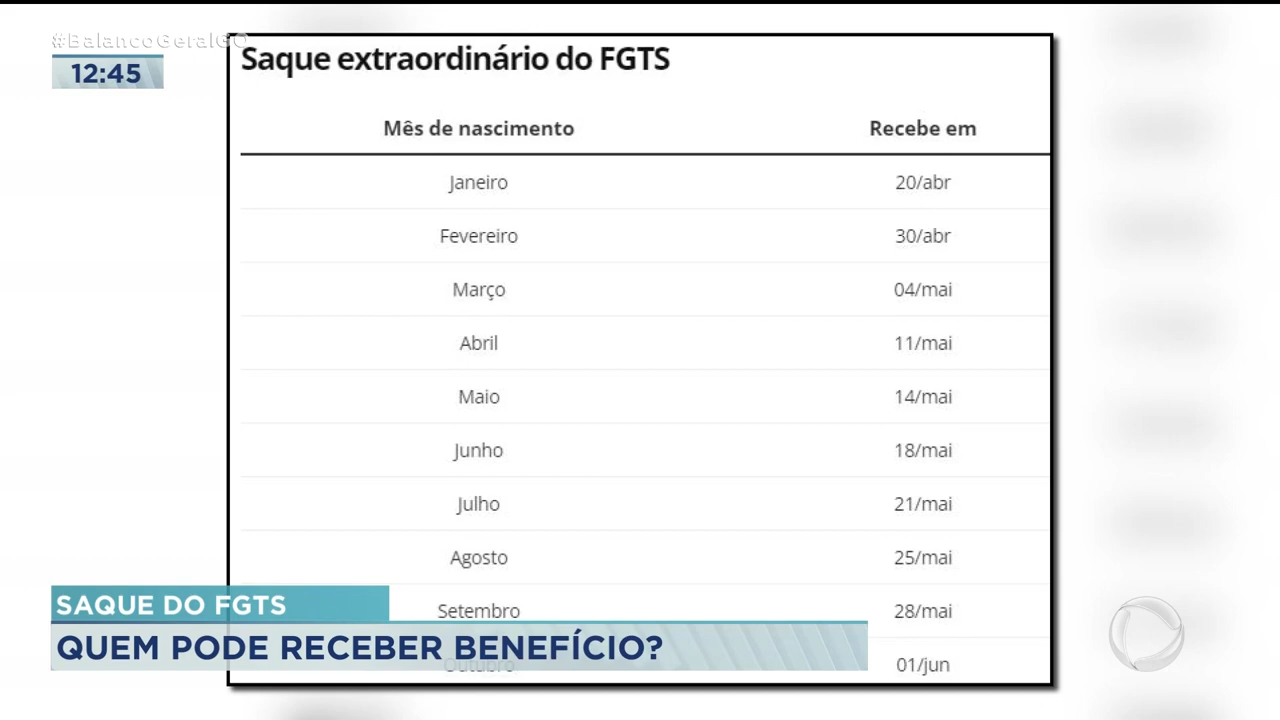 #BalancoGeralGO
12:45
Saque extraordinário do FGTS
Mês de nascimento Recebe em
Janeiro 20/abr
Fevereiro 30/abr
Março 04/mai
Abril 11/mai
Maio 14/mai
Junho 18/mai
Julho 21/mai
Agosto 25/mai
Setembro 28/mai
Outubro 01/jun
SAQUE DO FGTS
QUEM PODE RECEBER BENEFÍCIO?